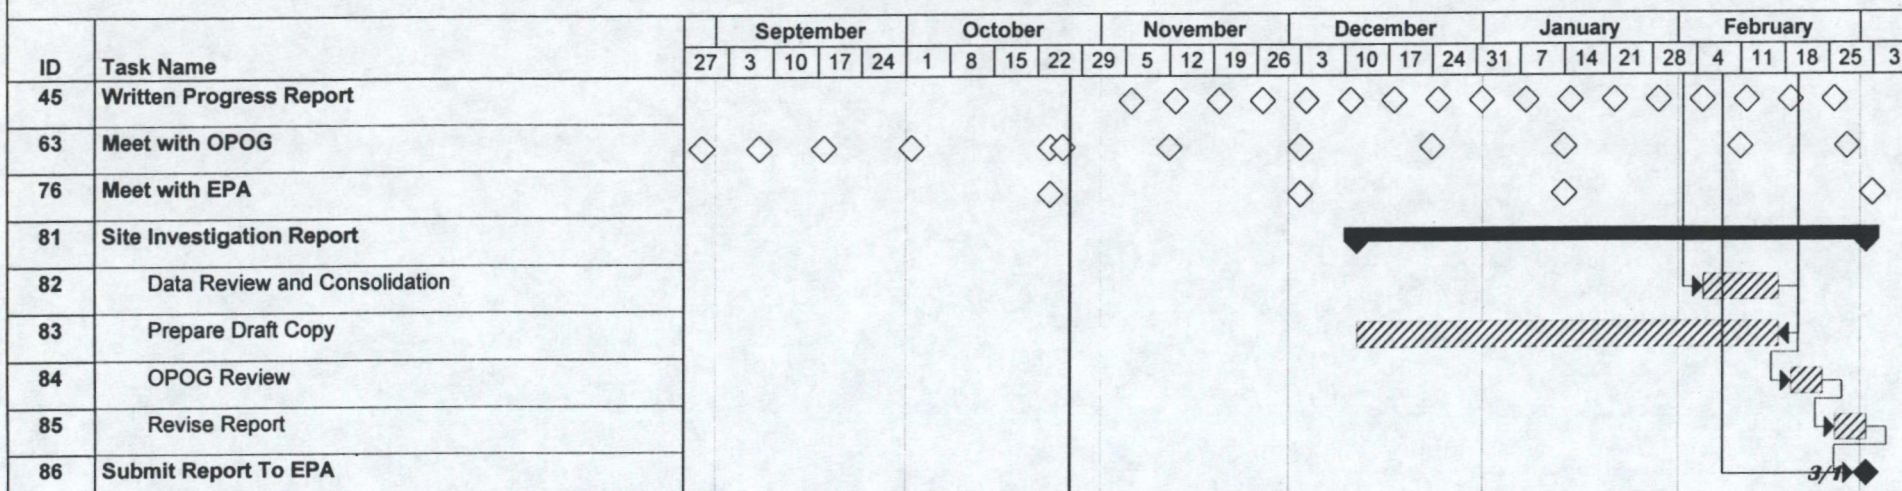 September October November December January February
ID Task Name 27 3 10 17 24 1 8 15 22 29 5 12 19 26 3 10 17 24 31 7 14 21 28 4 11 18 25 3
45 Written Progress Report
63 Meet with OPOG
76 Meet with EPA
81 Site Investigation Report
82 Data Review and Consolidation
83 Prepare Draft Copy
84 OPOG Review
85 Revise Report
86 Submit Report To EPA 3/1